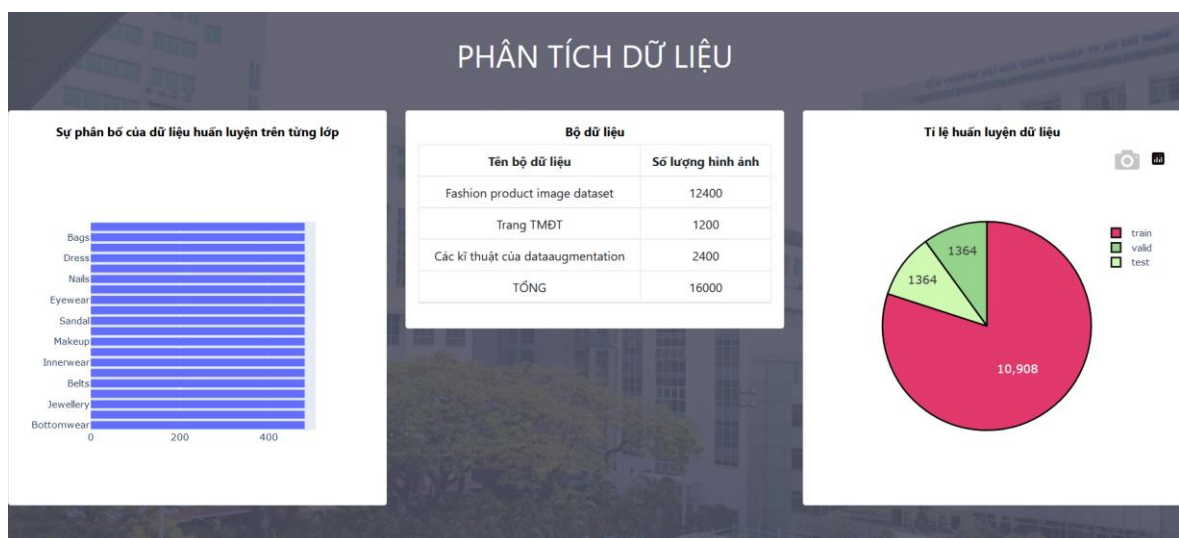 PHÂN TÍCH DỮ LIỆU
Sự phân bố của dữ liệu huấn luyện trên từng lớp
Bags
Dress
Nails
Eyewear
Sandal
Makeup
Innerwear
Belts
Jewellery
Bottomwear
0 200 400
Bộ dữ liệu
Tên bộ dữ liệu Số lượng hình ảnh
Fashion product image dataset 12400
Trang TMĐT 1200
Các kĩ thuật của dataaugmentation 2400
TỔNG 16000
Tỉ lệ huấn luyện dữ liệu
train
valid
test
1364
1364
10,908